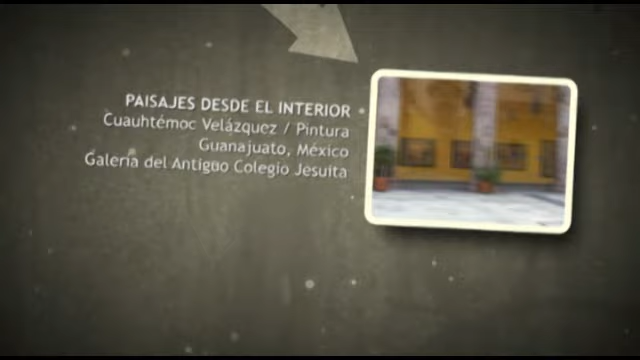 PAISAJES DESDE EL INTERIOR
Cuauhtémoc Velázquez / Pintura
Guanajuato, México
Galería del Antiguo Colegio Jesuita